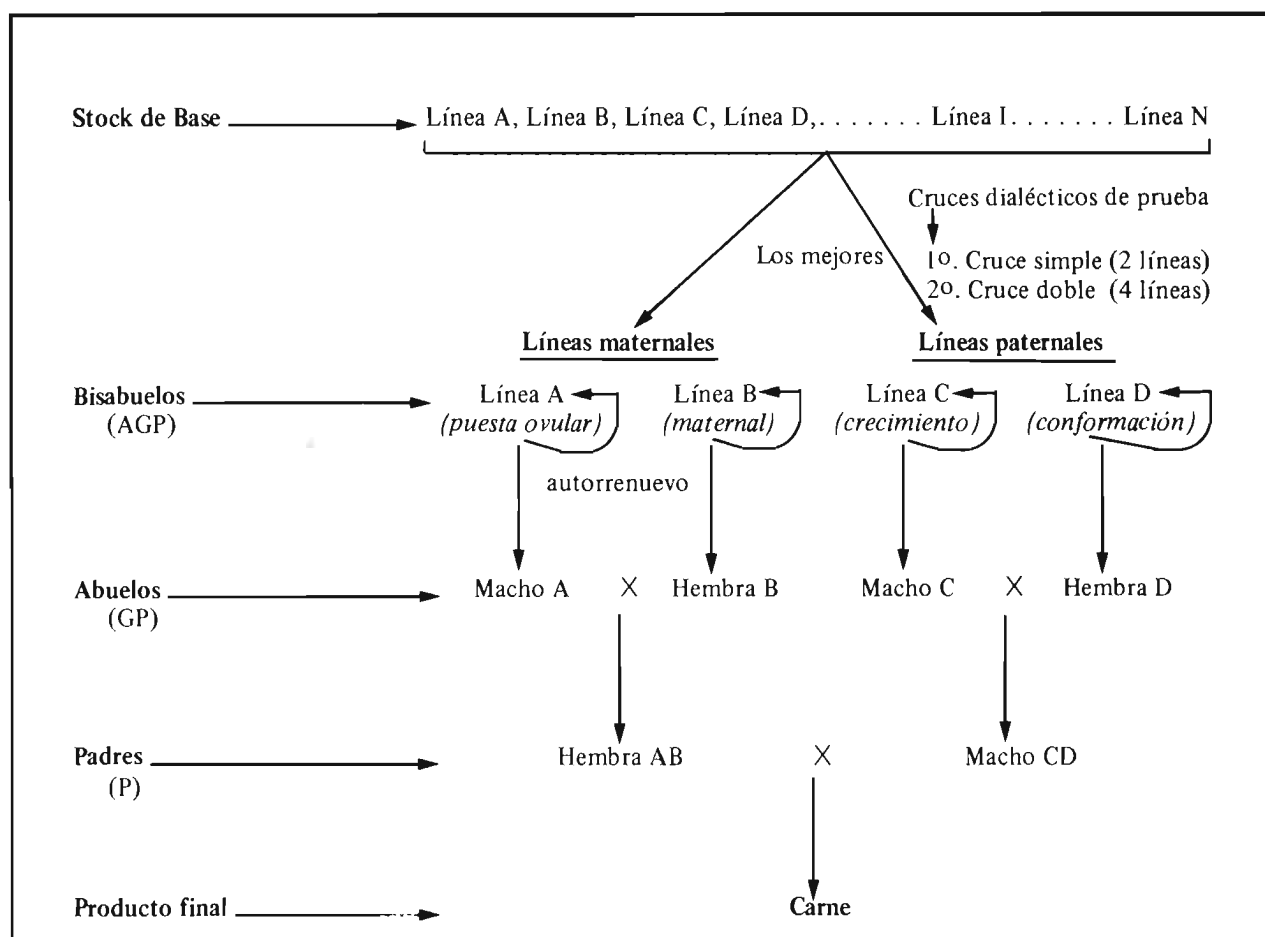 Stock de Base Línea A, Línea B, Línea C, Línea D,. . . . . . . Línea I. . . . . . . Línea N
Cruces dialécticos de prueba
Los mejores
1o. Cruce simple (2 líneas)
2o. Cruce doble (4 líneas)
Líneas maternales Líneas paternales
Bisabuelos Línea A Línea B Línea C Línea D
(AGP) (puesta ovular) (maternal) (crecimiento) (conformación)
autorrenuevo
Abuelos Macho A X Hembra B Macho C X Hembra D
(GP)
Padres Hembra AB X Macho CD
(P)
Producto final Carne